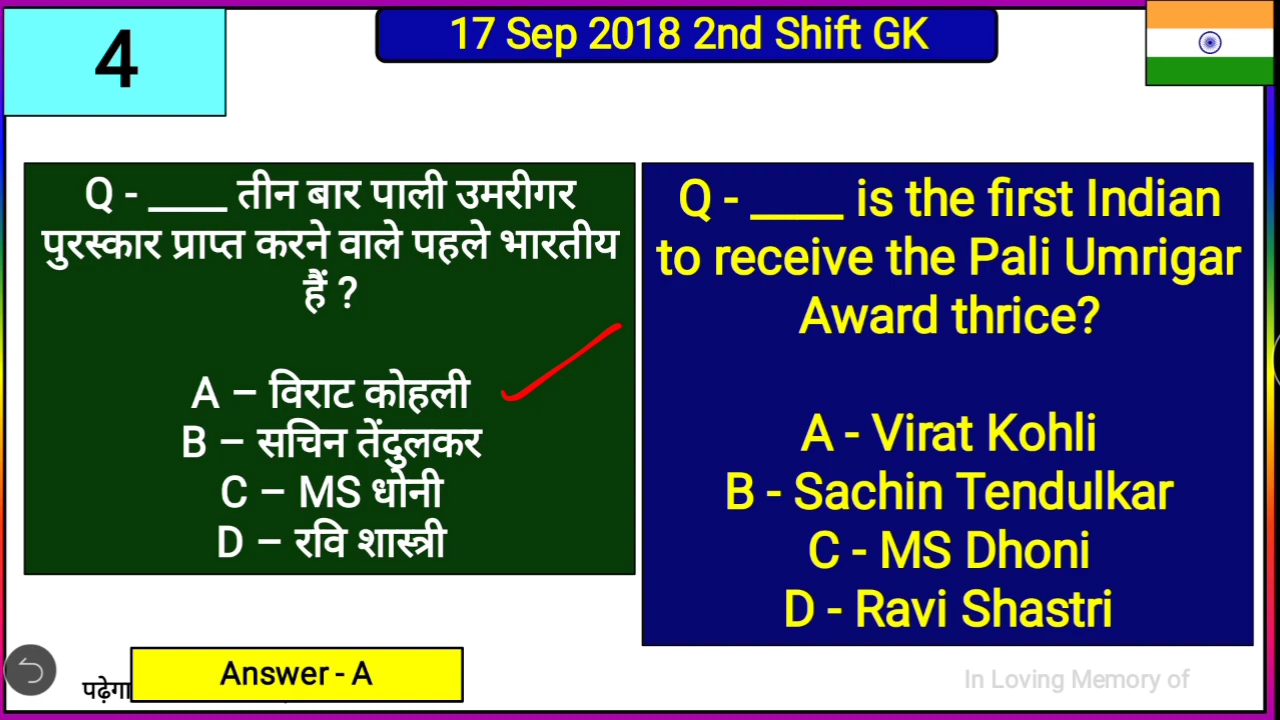 4
17 Sep 2018 2nd Shift GK
Q - ____ तीन बार पाली उमरीगर
पुरस्कार प्राप्त करने वाले पहले भारतीय
हैं ?
A – विराट कोहली
B – सचिन तेंदुलकर
C – MS धोनी
D – रवि शास्त्री
Q - ____ is the first Indian
to receive the Pali Umrigar
Award thrice?
A - Virat Kohli
B - Sachin Tendulkar
C - MS Dhoni
D - Ravi Shastri
पढ़ेगा
Answer - A
In Loving Memory of